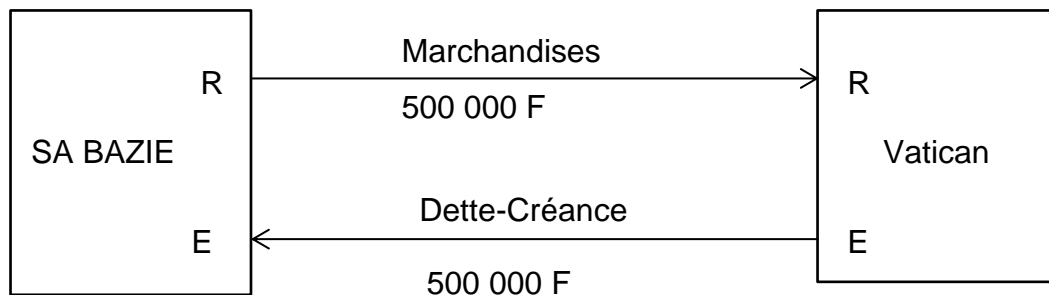 Marchandises
R
R
500 000 F
SA BAZIE
Vatican
Dette-Créance
E
E
500 000 F